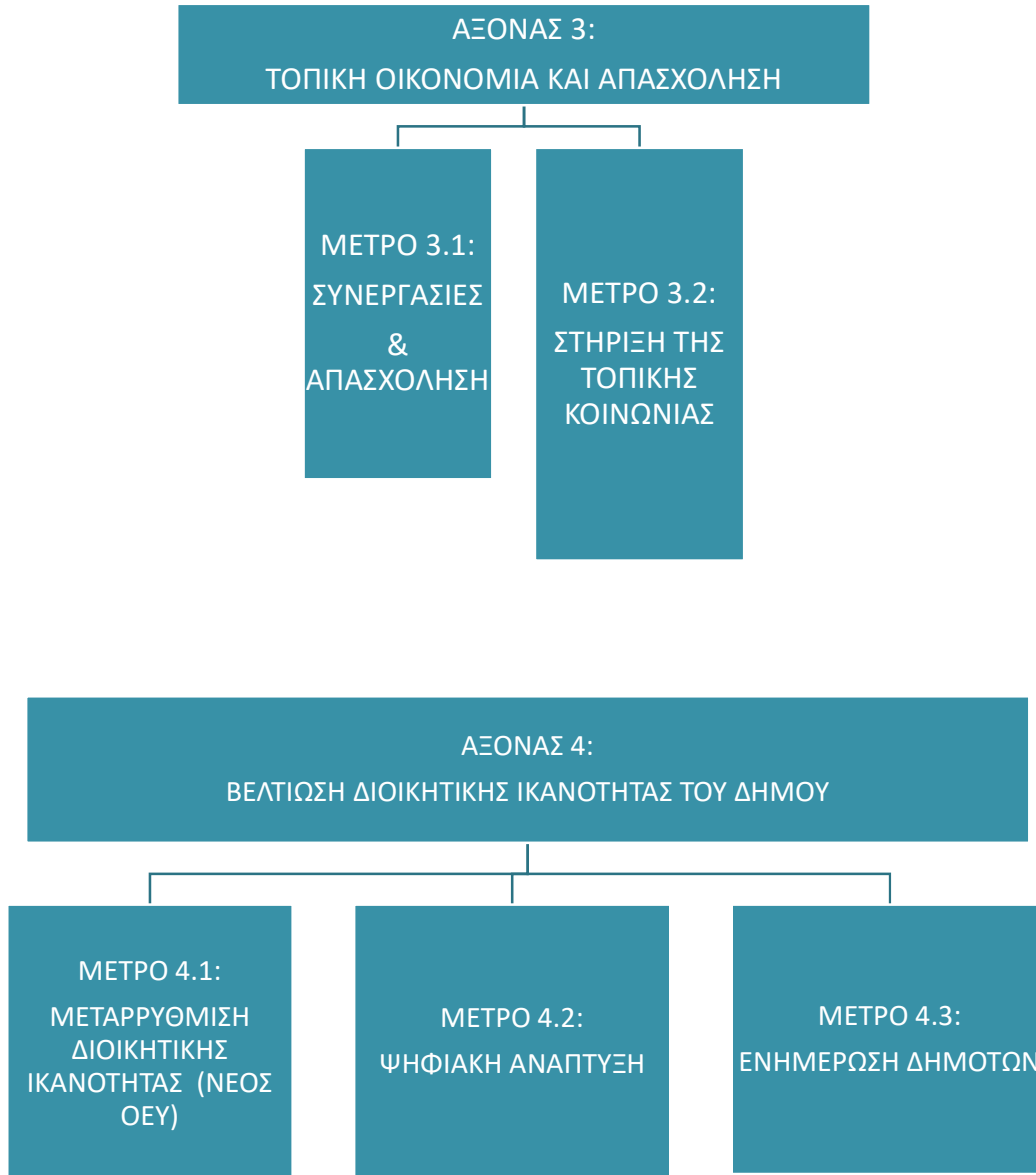 ΑΞΟΝΑΣ 3:
ΤΟΠΙΚΗ ΟΙΚΟΝΟΜΙΑ ΚΑΙ ΑΠΑΣΧΟΛΗΣΗ
ΜΕΤΡΟ 3.1:
ΣΥΝΕΡΓΑΣΙΕΣ
&
ΑΠΑΣΧΟΛΗΣΗ
ΜΕΤΡΟ 3.2:
ΣΤΗΡΙΞΗ ΤΗΣ
ΤΟΠΙΚΗΣ
ΚΟΙΝΩΝΙΑΣ
ΑΞΟΝΑΣ 4:
ΒΕΛΤΙΩΣΗ ΔΙΟΙΚΗΤΙΚΗΣ ΙΚΑΝΟΤΗΤΑΣ ΤΟΥ ΔΗΜΟΥ
ΜΕΤΡΟ 4.1:
ΜΕΤΑΡΡΥΘΜΙΣΗ
ΔΙΟΙΚΗΤΙΚΗΣ
ΙΚΑΝΟΤΗΤΑΣ (ΝΕΟΣ
ΟΕΥ)
ΜΕΤΡΟ 4.2:
ΨΗΦΙΑΚΗ ΑΝΑΠΤΥΞΗ
ΜΕΤΡΟ 4.3:
ΕΝΗΜΕΡΩΣΗ ΔΗΜΟΤΩΝ